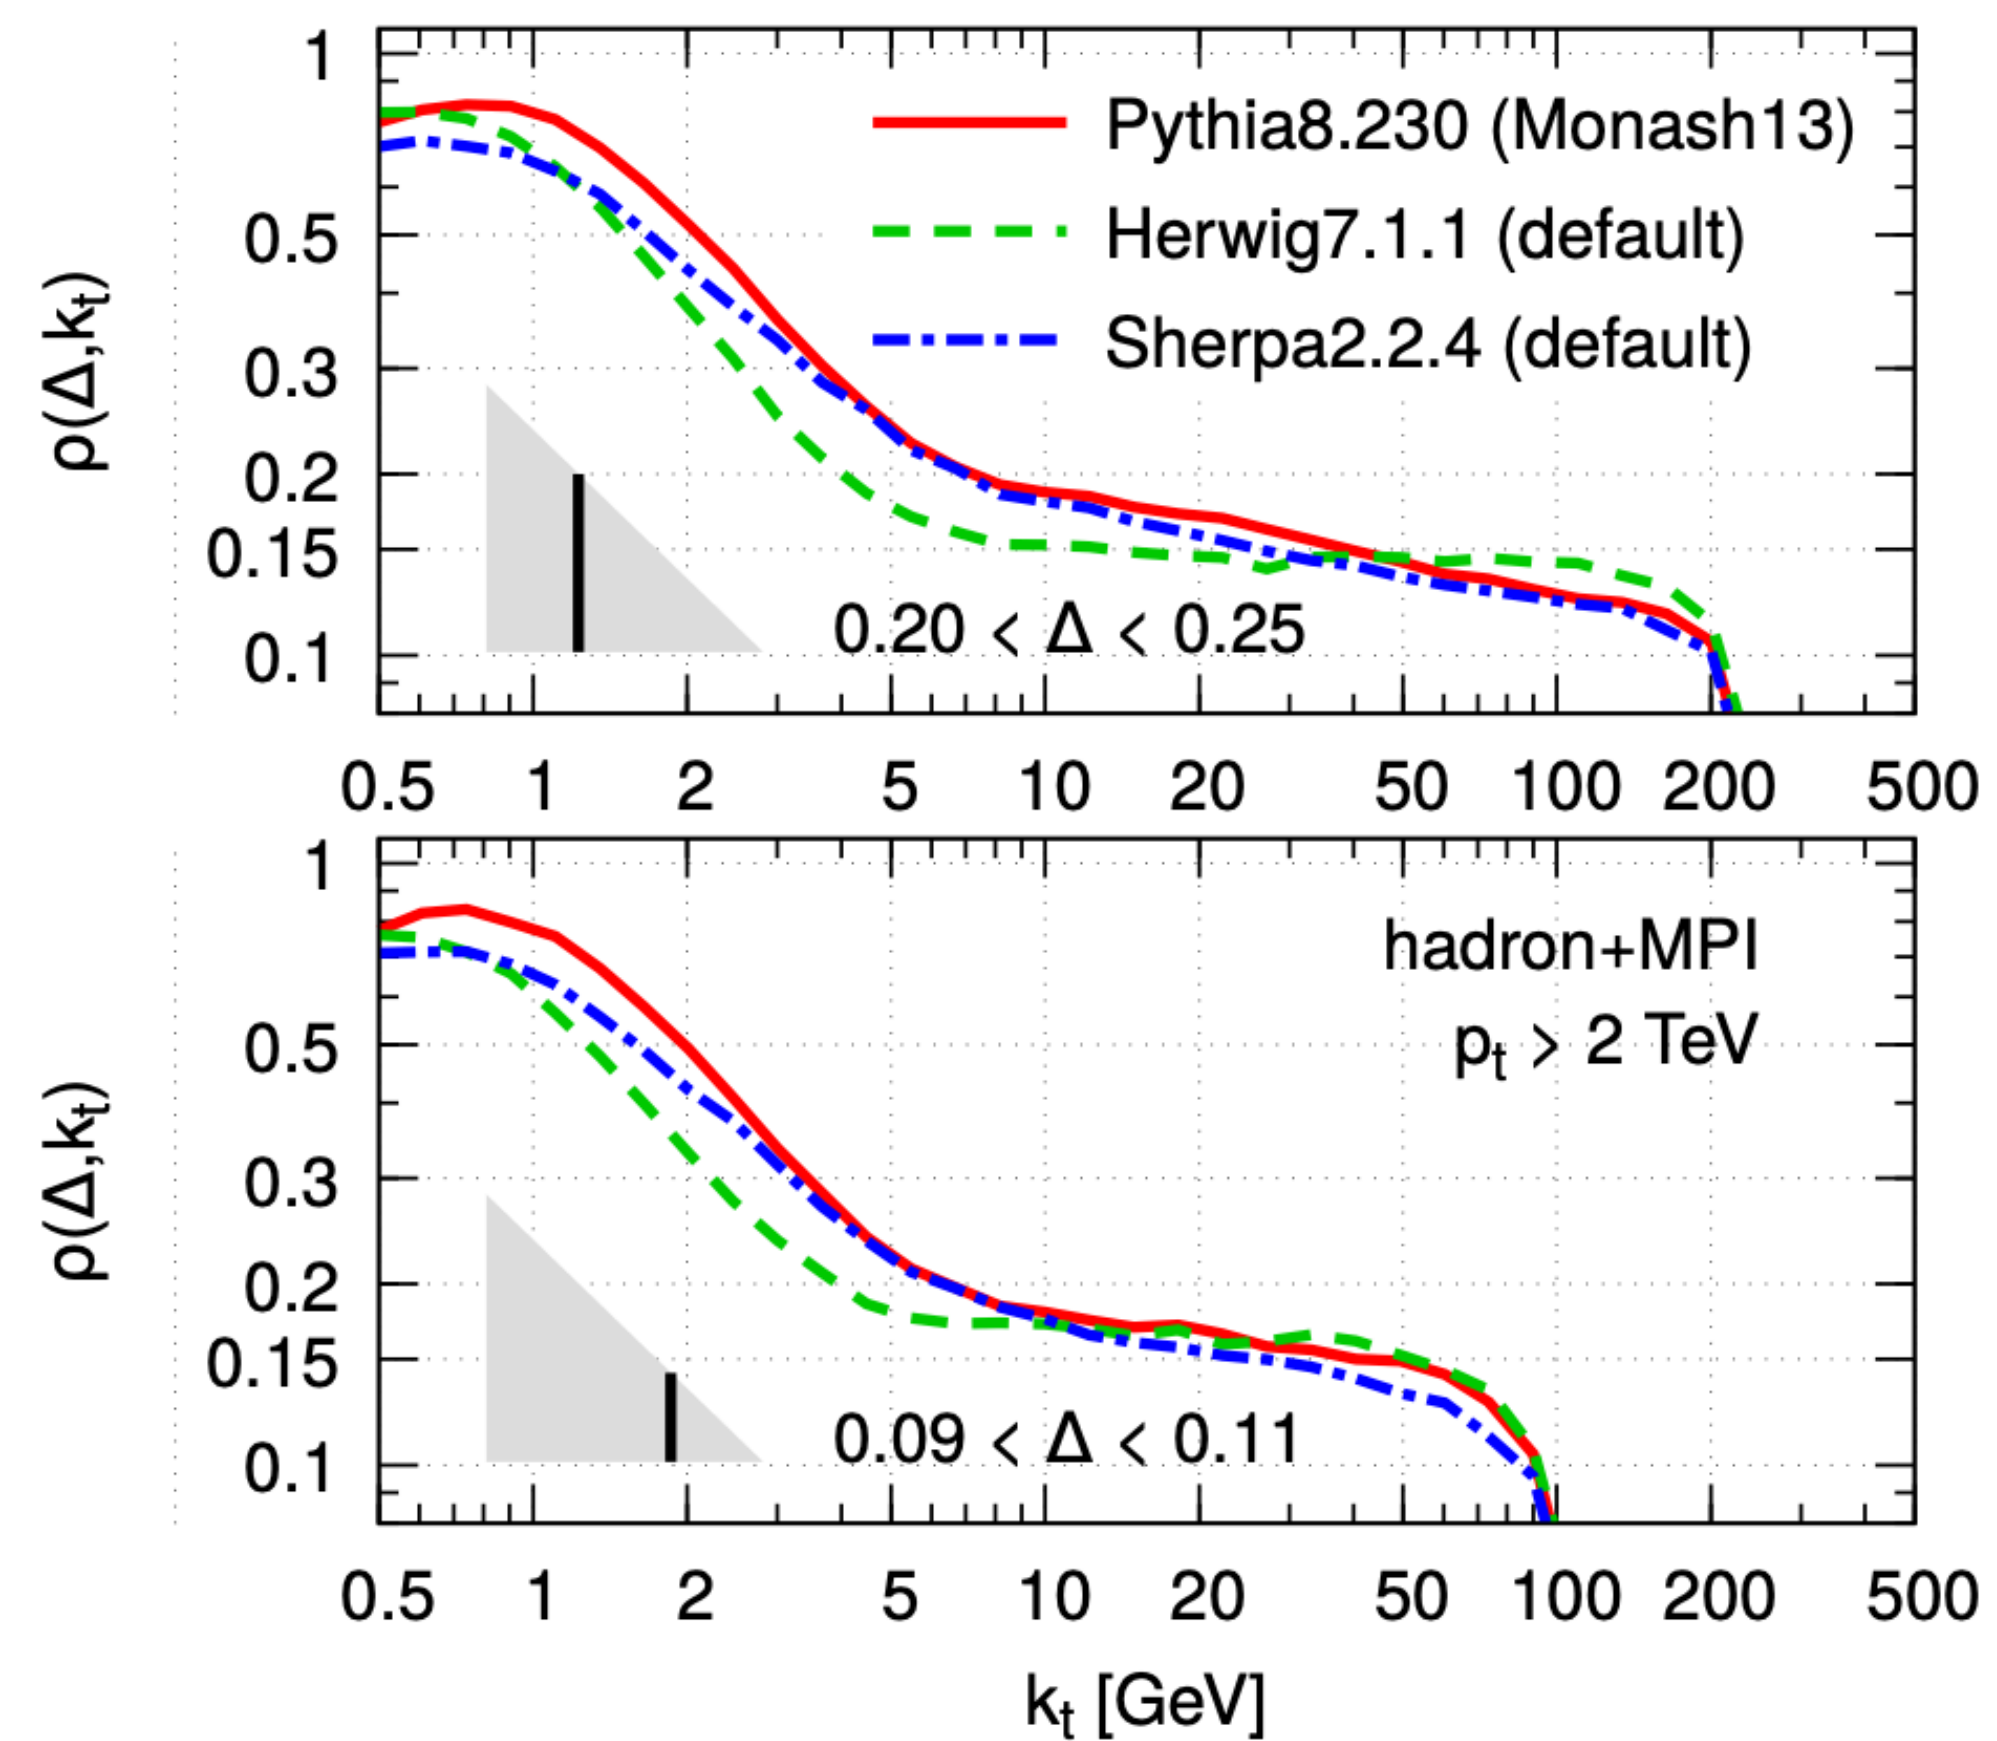 1
0.5
0.3
0.2
0.15
0.1
ρ(Δ,kt)
Pythia8.230 (Monash13)
Herwig7.1.1 (default)
Sherpa2.2.4 (default)
0.20 < Δ < 0.25
0.5 1 2 5 10 20 50 100 200 500
1
0.5
0.3
0.2
0.15
0.1
ρ(Δ,kt)
hadron+MPI
pt > 2 TeV
0.09 < Δ < 0.11
0.5 1 2 5 10 20 50 100 200 500
kt [GeV]